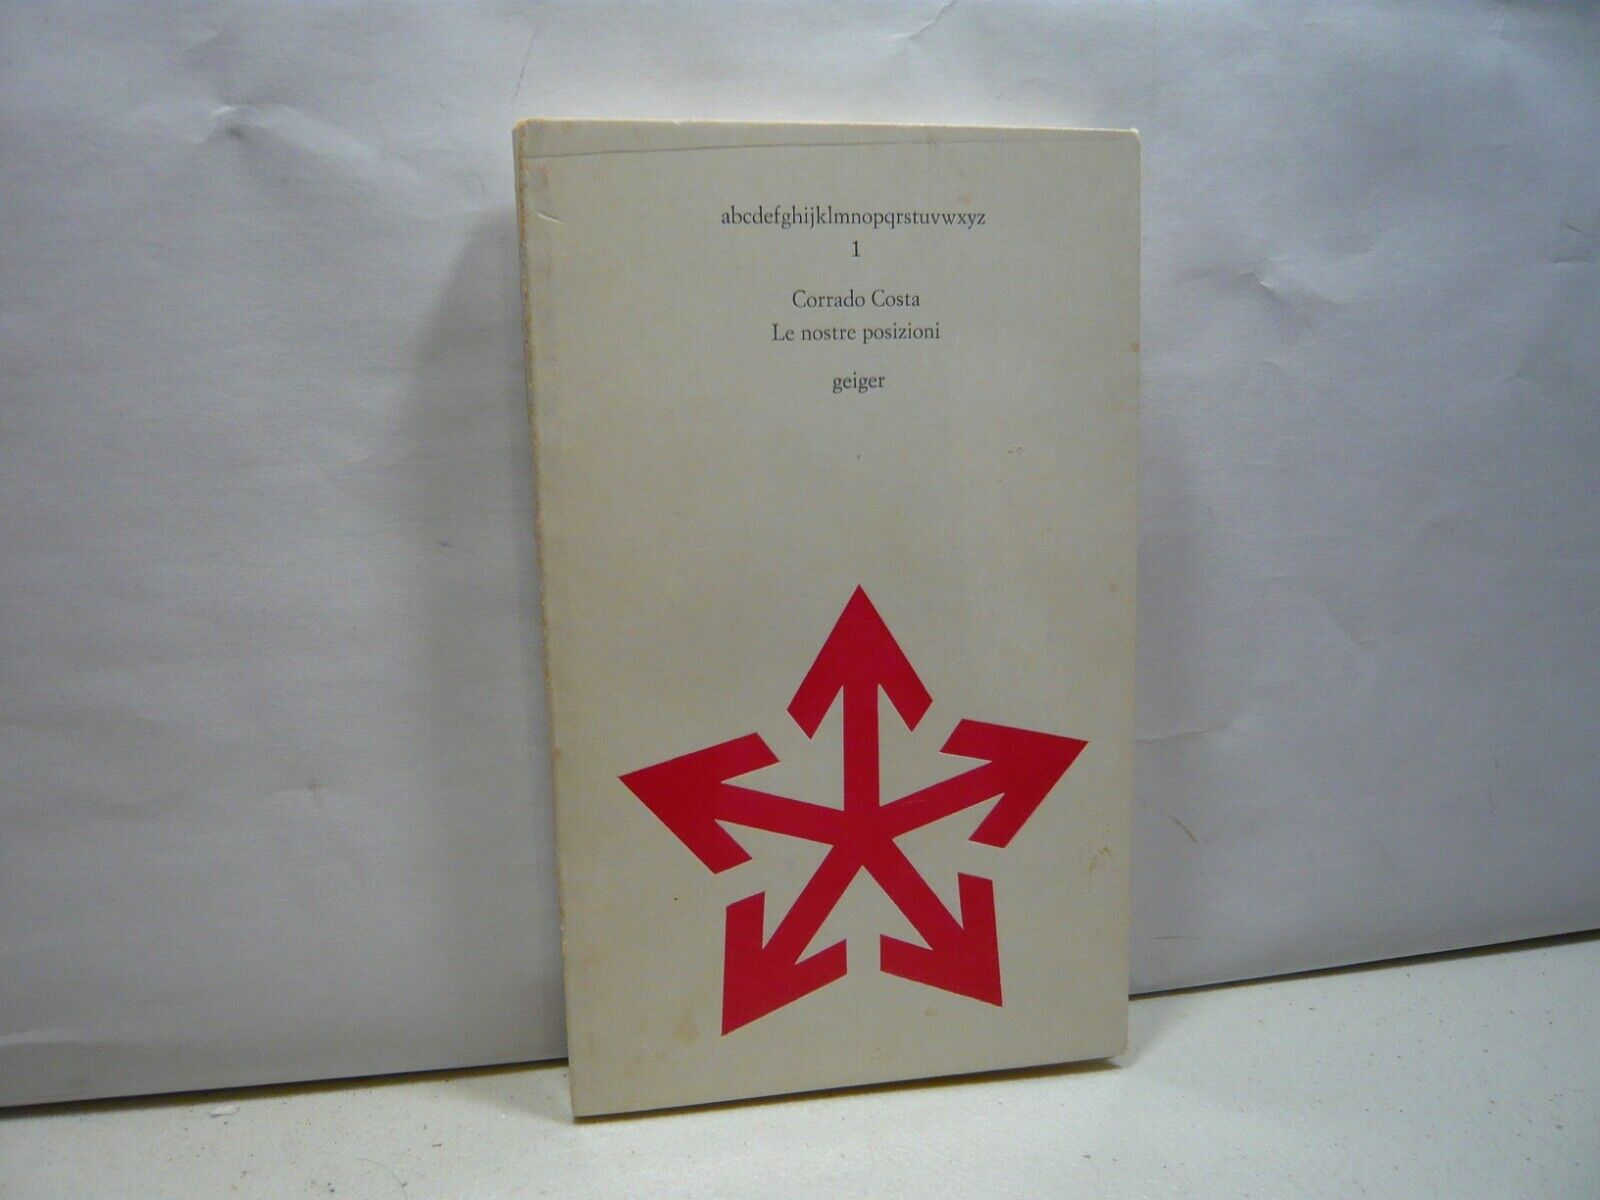 abcdefghijklmnopqrstuvwxyz
1
Corrado Costa
Le nostre posizioni
geiger